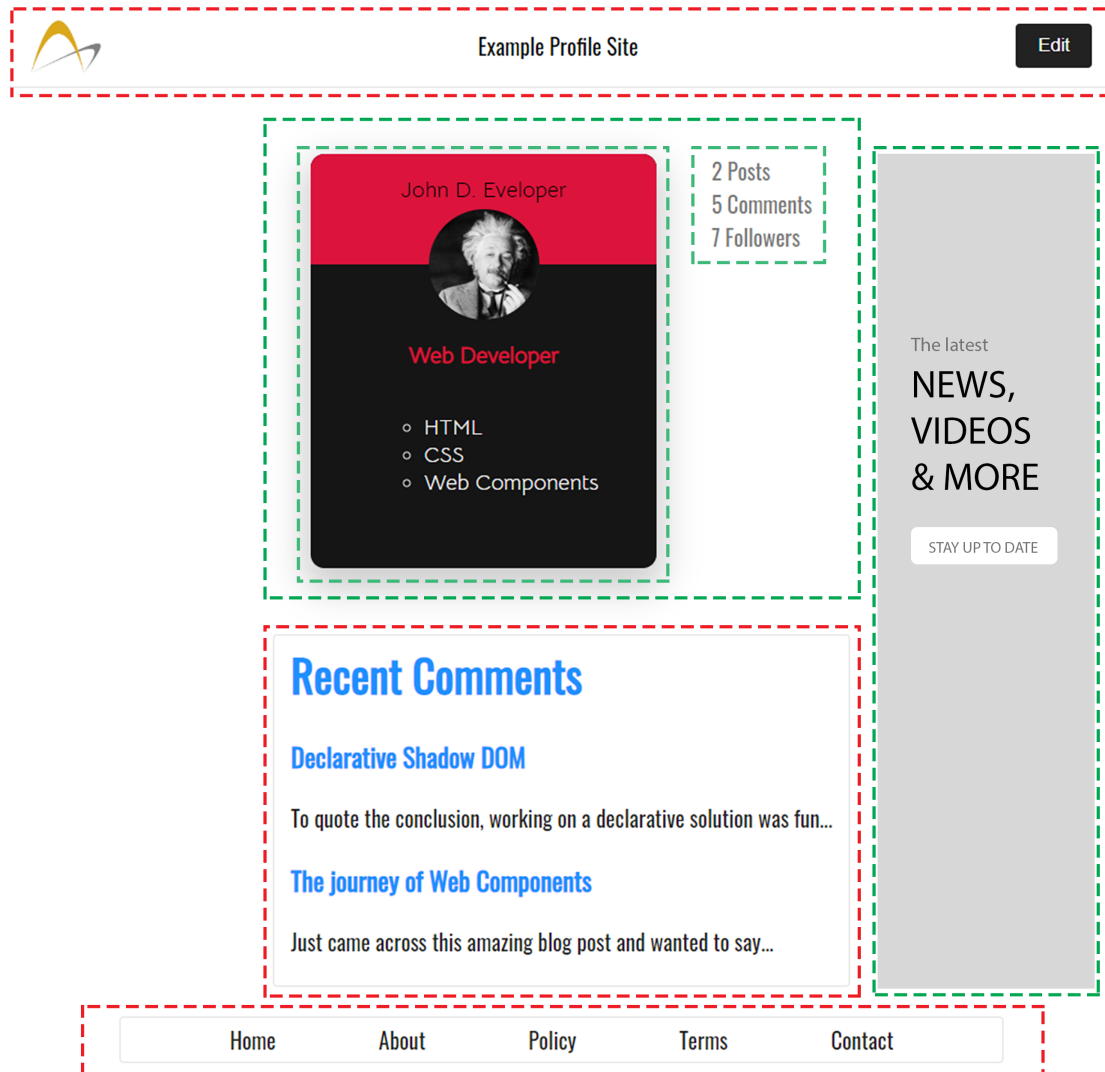 Example Profile Site
Edit
John D. Eveloper
Web Developer
HTML
CSS
Web Components
2 Posts
5 Comments
7 Followers
The latest
NEWS,
VIDEOS
& MORE
STAY UP TO DATE
Recent Comments
Declarative Shadow DOM
To quote the conclusion, working on a declarative solution was fun...
The journey of Web Components
Just came across this amazing blog post and wanted to say...
Home About Policy Terms Contact